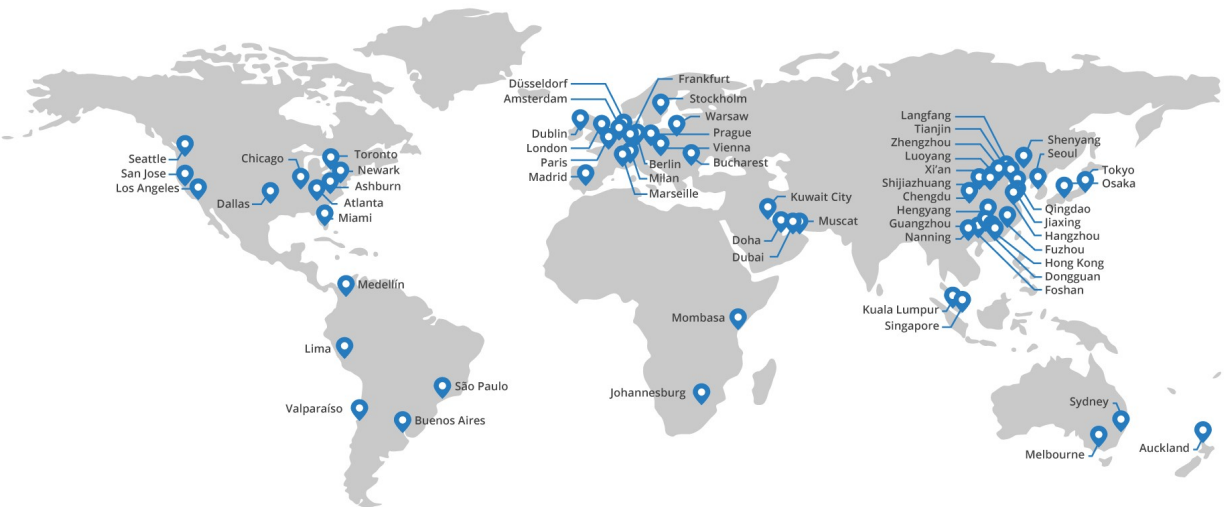 Seattle
San Jose
Los Angeles
Chicago
Dallas
Toronto
Newark
Ashburn
Atlanta
Miami
Medellín
Lima
São Paulo
Valparaíso
Buenos Aires
Düsseldorf
Amsterdam
Dublin
London
Paris
Madrid
Frankfurt
Stockholm
Warsaw
Prague
Vienna
Bucharest
Berlin
Milan
Marseille
Kuwait City
Muscat
Doha
Dubai
Mombasa
Johannesburg
Langfang
Tianjin
Zhengzhou
Luoyang
Xi'an
Shijiazhuang
Chengdu
Hengyang
Guangzhou
Nanning
Shenyang
Seoul
Tokyo
Osaka
Qingdao
Jiaxing
Hangzhou
Fuzhou
Hong Kong
Dongguan
Foshan
Kuala Lumpur
Singapore
Sydney
Melbourne
Auckland